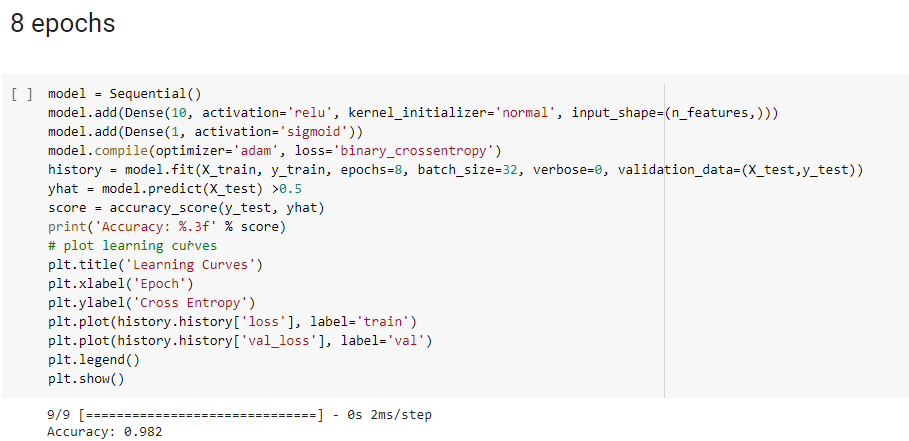 8 epochs
[ ] model = Sequential()
model.add(Dense(10, activation='relu', kernel_initializer='normal', input_shape=(n_features,)))
model.add(Dense(1, activation='sigmoid'))
model.compile(optimizer='adam', loss='binary_crossentropy')
history = model.fit(X_train, y_train, epochs=8, batch_size=32, verbose=0, validation_data=(X_test,y_test))
yhat = model.predict(X_test) >0.5
score = accuracy_score(y_test, yhat)
print('Accuracy: %.3f' % score)
# plot learning curves
plt.title('Learning Curves')
plt.xlabel('Epoch')
plt.ylabel('Cross Entropy')
plt.plot(history.history['loss'], label='train')
plt.plot(history.history['val_loss'], label='val')
plt.legend()
plt.show()
9/9 [==============================] - 0s 2ms/step
Accuracy: 0.982